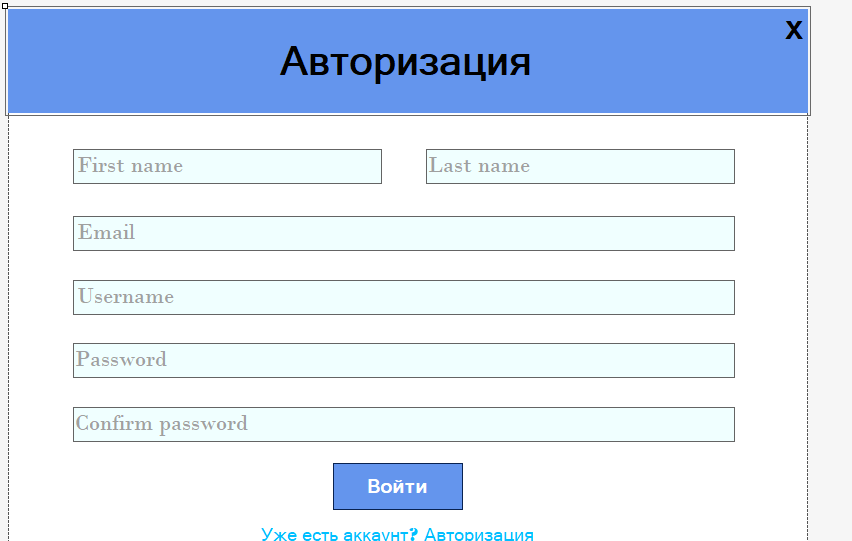 X
Авторизация
First name Last name
Email
Username
Password
Confirm password
Войти
Уже есть аккаунт? Авторизация